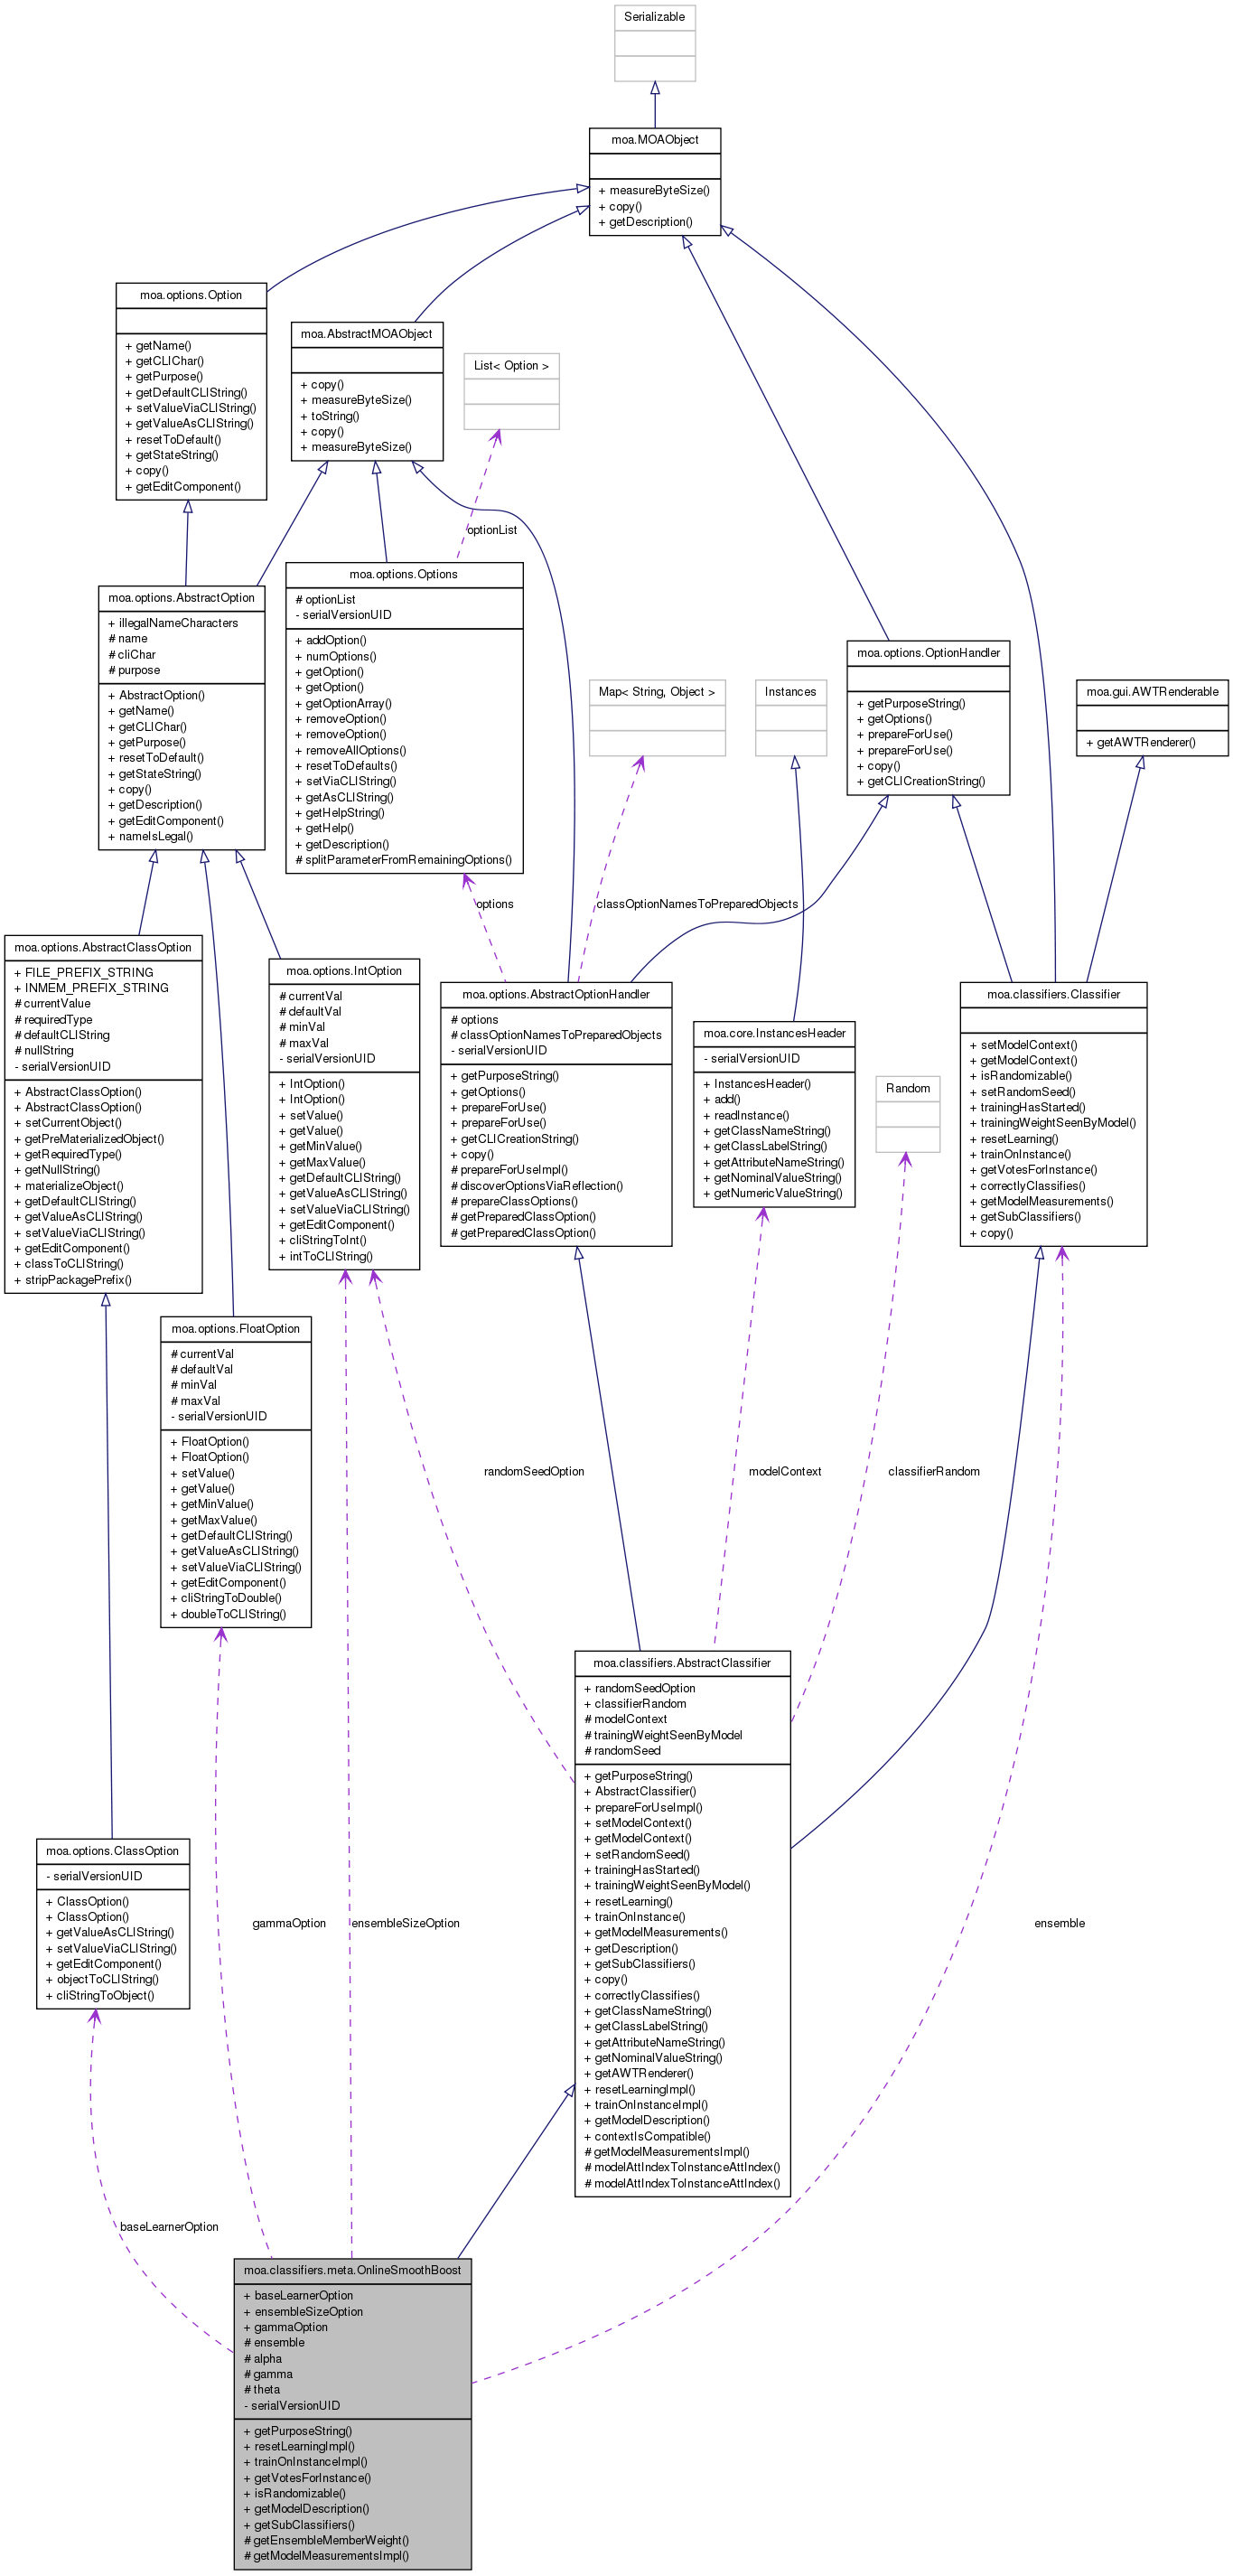 Serializable
moa.MOAObject
+ measureByteSize()
+ copy()
+ getDescription()
moa.options.Option
+ getName()
+ getCLIChar()
+ getPurpose()
+ getDefaultCLIString()
+ setValueViaCLIString()
+ getValueAsCLIString()
+ resetToDefault()
+ getStateString()
+ copy()
+ getEditComponent()
moa.AbstractMOAObject
+ copy()
+ measureByteSize()
+ toString()
+ copy()
+ measureByteSize()
List< Option >
optionList
moa.options.AbstractOption
+ illegalNameCharacters
# name
# cliChar
# purpose
+ AbstractOption()
+ getName()
+ getCLIChar()
+ getPurpose()
+ resetToDefault()
+ getStateString()
+ copy()
+ getDescription()
+ getEditComponent()
+ nameIsLegal()
moa.options.Options
# optionList
- serialVersionUID
+ addOption()
+ numOptions()
+ getOption()
+ getOption()
+ getOptionArray()
+ removeOption()
+ removeOption()
+ removeAllOptions()
+ resetToDefaults()
+ setViaCLIString()
+ getAsCLIString()
+ getHelpString()
+ getHelp()
+ getDescription()
# splitParameterFromRemainingOptions()
Map< String, Object >
Instances
moa.options.OptionHandler
+ getPurposeString()
+ getOptions()
+ prepareForUse()
+ prepareForUse()
+ copy()
+ getCLICreationString()
moa.gui.AWTRenderable
+ getAWTRenderer()
options
classOptionNamesToPreparedObjects
moa.options.AbstractClassOption
+ FILE_PREFIX_STRING
+ INMEM_PREFIX_STRING
# currentValue
# requiredType
# defaultCLIString
# nullString
- serialVersionUID
+ AbstractClassOption()
+ AbstractClassOption()
+ setCurrentObject()
+ getPreMaterializedObject()
+ getRequiredType()
+ getNullString()
+ materializeObject()
+ getDefaultCLIString()
+ getValueAsCLIString()
+ setValueViaCLIString()
+ getEditComponent()
+ classToCLIString()
+ stripPackagePrefix()
moa.options.IntOption
# currentVal
# defaultVal
# minVal
# maxVal
- serialVersionUID
+ IntOption()
+ IntOption()
+ setValue()
+ getValue()
+ getMinValue()
+ getMaxValue()
+ getDefaultCLIString()
+ getValueAsCLIString()
+ setValueViaCLIString()
+ getEditComponent()
+ cliStringToInt()
+ intToCLIString()
moa.options.AbstractOptionHandler
# options
# classOptionNamesToPreparedObjects
- serialVersionUID
+ getPurposeString()
+ getOptions()
+ prepareForUse()
+ prepareForUse()
+ getCLICreationString()
+ copy()
# prepareForUseImpl()
# discoverOptionsViaReflection()
# prepareClassOptions()
# getPreparedClassOption()
# getPreparedClassOption()
moa.core.InstancesHeader
- serialVersionUID
+ InstancesHeader()
+ add()
+ readInstance()
+ getClassNameString()
+ getClassLabelString()
+ getAttributeNameString()
+ getNominalValueString()
+ getNumericValueString()
Random
moa.classifiers.Classifier
+ setModelContext()
+ getModelContext()
+ isRandomizable()
+ setRandomSeed()
+ trainingHasStarted()
+ trainingWeightSeenByModel()
+ resetLearning()
+ trainOnInstance()
+ getVotesForInstance()
+ correctlyClassifies()
+ getModelMeasurements()
+ getSubClassifiers()
+ copy()
moa.options.FloatOption
# currentVal
# defaultVal
# minVal
# maxVal
- serialVersionUID
+ FloatOption()
+ FloatOption()
+ setValue()
+ getValue()
+ getMinValue()
+ getMaxValue()
+ getDefaultCLIString()
+ getValueAsCLIString()
+ setValueViaCLIString()
+ getEditComponent()
+ cliStringToDouble()
+ doubleToCLIString()
randomSeedOption
modelContext
classifierRandom
moa.classifiers.AbstractClassifier
+ randomSeedOption
+ classifierRandom
# modelContext
# trainingWeightSeenByModel
# randomSeed
+ getPurposeString()
+ AbstractClassifier()
+ prepareForUseImpl()
+ setModelContext()
+ getModelContext()
+ setRandomSeed()
+ trainingHasStarted()
+ trainingWeightSeenByModel()
+ resetLearning()
+ trainOnInstance()
+ getModelMeasurements()
+ getDescription()
+ getSubClassifiers()
+ copy()
+ correctlyClassifies()
+ getClassNameString()
+ getClassLabelString()
+ getAttributeNameString()
+ getNominalValueString()
+ getAWTRenderer()
+ resetLearningImpl()
+ trainOnInstanceImpl()
+ getModelDescription()
+ contextIsCompatible()
# getModelMeasurementsImpl()
# modelAttIndexToInstanceAttIndex()
# modelAttIndexToInstanceAttIndex()
moa.options.ClassOption
- serialVersionUID
+ ClassOption()
+ ClassOption()
+ getValueAsCLIString()
+ setValueViaCLIString()
+ getEditComponent()
+ objectToCLIString()
+ cliStringToObject()
gammaOption
ensembleSizeOption
ensemble
baseLearnerOption
moa.classifiers.meta.OnlineSmoothBoost
+ baseLearnerOption
+ ensembleSizeOption
+ gammaOption
# ensemble
# alpha
# gamma
# theta
- serialVersionUID
+ getPurposeString()
+ resetLearningImpl()
+ trainOnInstanceImpl()
+ getVotesForInstance()
+ isRandomizable()
+ getModelDescription()
+ getSubClassifiers()
# getEnsembleMemberWeight()
# getModelMeasurementsImpl()